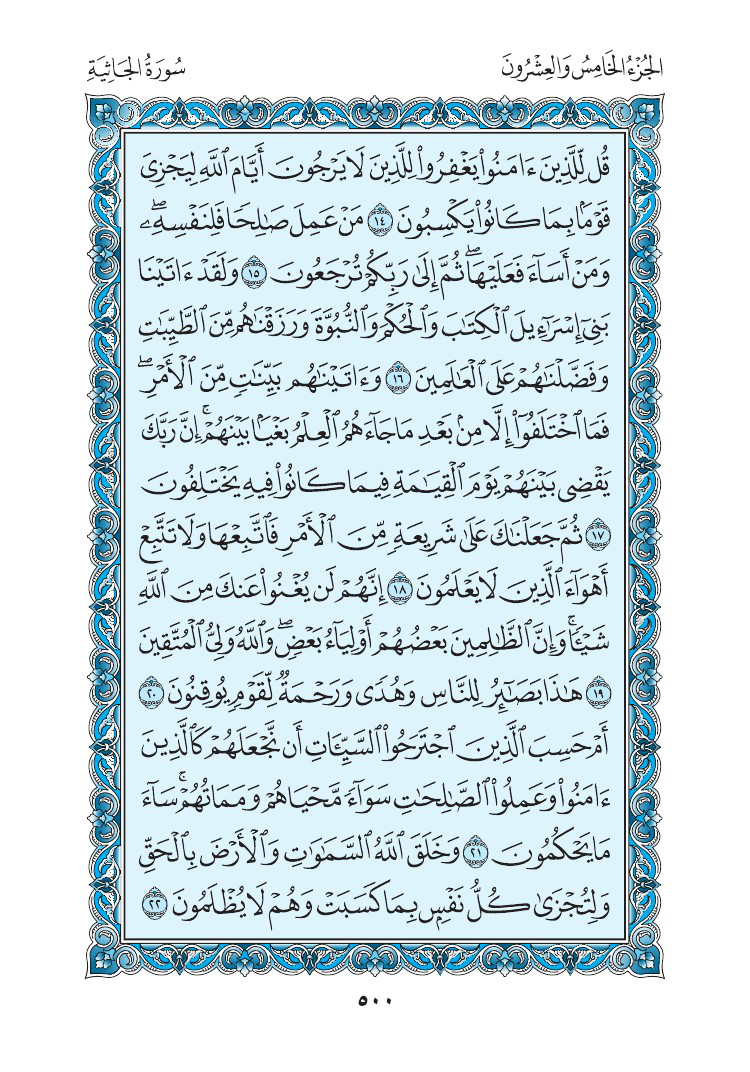 الجُزْءُ الخَامِسُ وَالعِشْرُونَ
سُورَةُ الجَاثِيَةِ
قُل لِّلَّذِينَ ءَامَنُوا۟ يَغْفِرُوا۟ لِلَّذِينَ لَا يَرْجُونَ أَيَّامَ ٱللَّهِ لِيَجْزِىَ
قَوْمَۢا بِمَا كَانُوا۟ يَكْسِبُونَ ١٤ مَنْ عَمِلَ صَـٰلِحًا فَلِنَفْسِهِۦ ۖ
وَمَنْ أَسَآءَ فَعَلَيْهَا ۖ ثُمَّ إِلَىٰ رَبِّكُمْ تُرْجَعُونَ ١٥ وَلَقَدْ ءَاتَيْنَا
بَنِىٓ إِسْرَٰٓءِيلَ ٱلْكِتَـٰبَ وَٱلْحُكْمَ وَٱلنُّبُوَّةَ وَرَزَقْنَـٰهُم مِّنَ ٱلطَّيِّبَـٰتِ
وَفَضَّلْنَـٰهُمْ عَلَى ٱلْعَـٰلَمِينَ ١٦ وَءَاتَيْنَـٰهُم بَيِّنَـٰتٍ مِّنَ ٱلْأَمْرِ ۖ
فَمَا ٱخْتَلَفُوٓا۟ إِلَّا مِنۢ بَعْدِ مَا جَآءَهُمُ ٱلْعِلْمُ بَغْيَۢا بَيْنَهُمْ ۚ إِنَّ رَبَّكَ
يَقْضِى بَيْنَهُمْ يَوْمَ ٱلْقِيَـٰمَةِ فِيمَا كَانُوا۟ فِيهِ يَخْتَلِفُونَ
١٧ ثُمَّ جَعَلْنَـٰكَ عَلَىٰ شَرِيعَةٍ مِّنَ ٱلْأَمْرِ فَٱتَّبِعْهَا وَلَا تَتَّبِعْ
أَهْوَآءَ ٱلَّذِينَ لَا يَعْلَمُونَ ١٨ إِنَّهُمْ لَن يُغْنُوا۟ عَنكَ مِنَ ٱللَّهِ
شَيْـًٔا ۚ وَإِنَّ ٱلظَّـٰلِمِينَ بَعْضُهُمْ أَوْلِيَآءُ بَعْضٍ ۖ وَٱللَّهُ وَلِىُّ ٱلْمُتَّقِينَ
١٩ هَـٰذَا بَصَـٰٓئِرُ لِلنَّاسِ وَهُدًى وَرَحْمَةٌ لِّقَوْمٍ يُوقِنُونَ ٢٠
أَمْ حَسِبَ ٱلَّذِينَ ٱجْتَرَحُوا۟ ٱلسَّيِّـَٔاتِ أَن نَّجْعَلَهُمْ كَٱلَّذِينَ
ءَامَنُوا۟ وَعَمِلُوا۟ ٱلصَّـٰلِحَـٰتِ سَوَآءً مَّحْيَاهُمْ وَمَمَاتُهُمْ ۚ سَآءَ
مَا يَحْكُمُونَ ٢١ وَخَلَقَ ٱللَّهُ ٱلسَّمَـٰوَٰتِ وَٱلْأَرْضَ بِٱلْحَقِّ
وَلِتُجْزَىٰ كُلُّ نَفْسٍۭ بِمَا كَسَبَتْ وَهُمْ لَا يُظْلَمُونَ ٢٢
٥٠٠